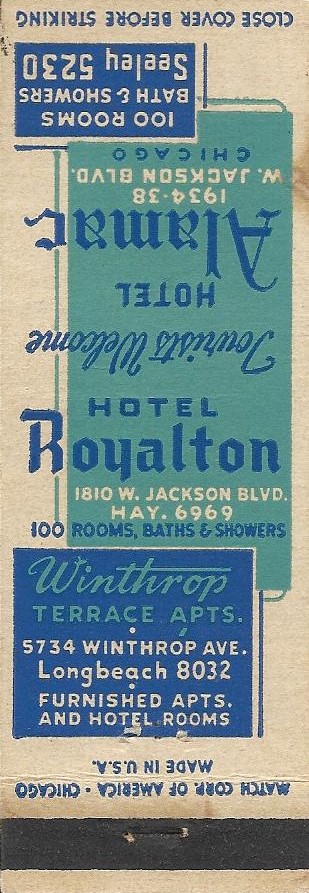 CLOSE COVER BEFORE STRIKING
100 ROOMS
BATH & SHOWERS
Seeley 5230
Tourists Welcome
HOTEL
Alamac
1934-38
W. JACKSON BLVD.
CHICAGO
HOTEL
Royalton
1810 W. JACKSON BLVD.
HAY. 6969
100 ROOMS, BATHS & SHOWERS
Winthrop
TERRACE APTS.
5734 WINTHROP AVE.
Longbeach 8032
FURNISHED APTS.
AND HOTEL ROOMS
MATCH CORP. OF AMERICA • CHICAGO
MADE IN U.S.A.